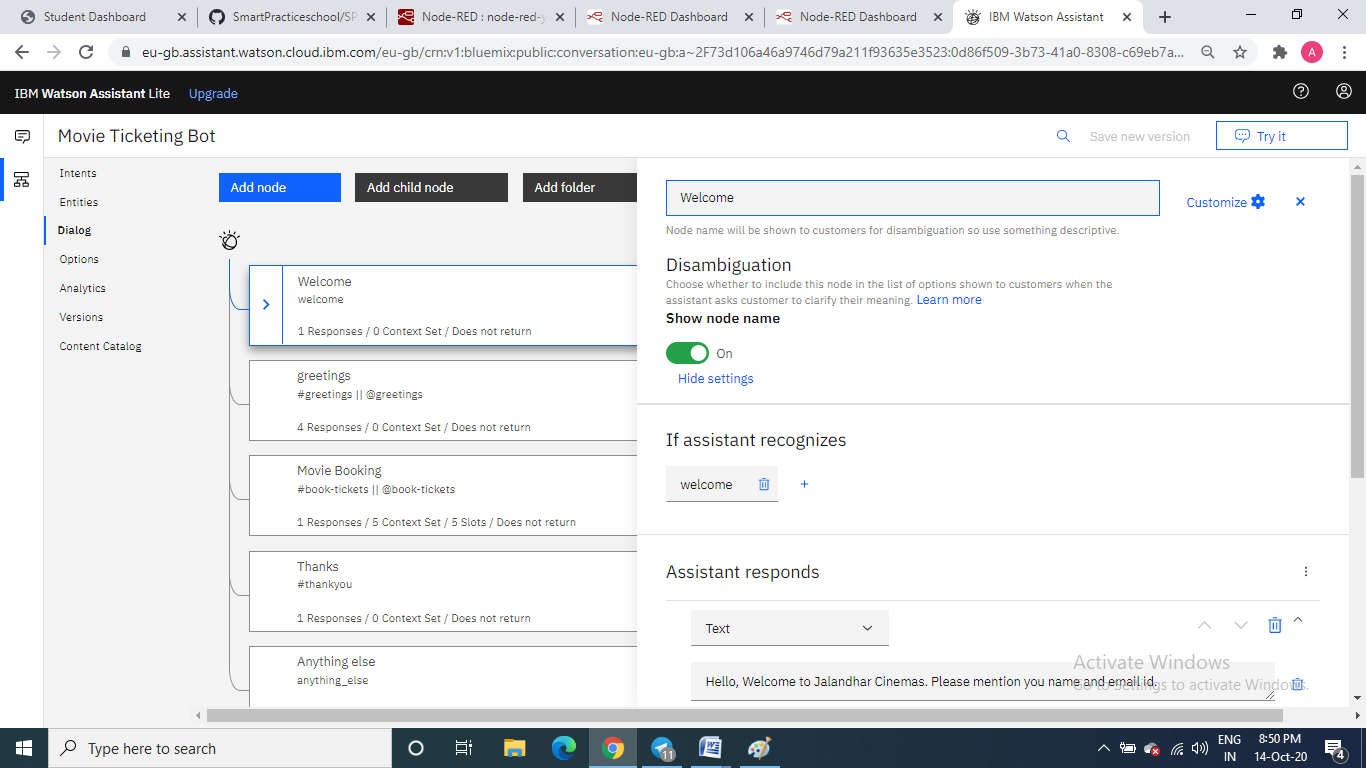 Student Dashboard
SmartPracticeschool/SP
Node-RED : node-red-y
Node-RED Dashboard
Node-RED Dashboard
IBM Watson Assistant
eu-gb.assistant.watson.cloud.ibm.com/eu-gb/crn:v1:bluemix:public:conversation:eu-gb:a~2F73d106a46a9746d79a211f93635e3523:0d86f509-3b73-41a0-8308-c69eb7a...
A
IBM Watson Assistant Lite
Upgrade
Movie Ticketing Bot
Save new version
Try it
Intents
Entities
Dialog
Options
Analytics
Versions
Content Catalog
Add node
Add child node
Add folder
Welcome
welcome
1 Responses / 0 Context Set / Does not return
greetings
#greetings || @greetings
4 Responses / 0 Context Set / Does not return
Movie Booking
#book-tickets || @book-tickets
1 Responses / 5 Context Set / 5 Slots / Does not return
Thanks
#thankyou
1 Responses / 0 Context Set / Does not return
Anything else
anything_else
Welcome
Customize
Node name will be shown to customers for disambiguation so use something descriptive.
Disambiguation
Choose whether to include this node in the list of options shown to customers when the
assistant asks customer to clarify their meaning. Learn more
Show node name
On
Hide settings
If assistant recognizes
welcome
Assistant responds
Text
Hello, Welcome to Jalandhar Cinemas. Please mention you name and email id.
Activate Windows
Go to Settings to activate Windows.
Type here to search
11
ENG
IN
8:50 PM
14-Oct-20
4